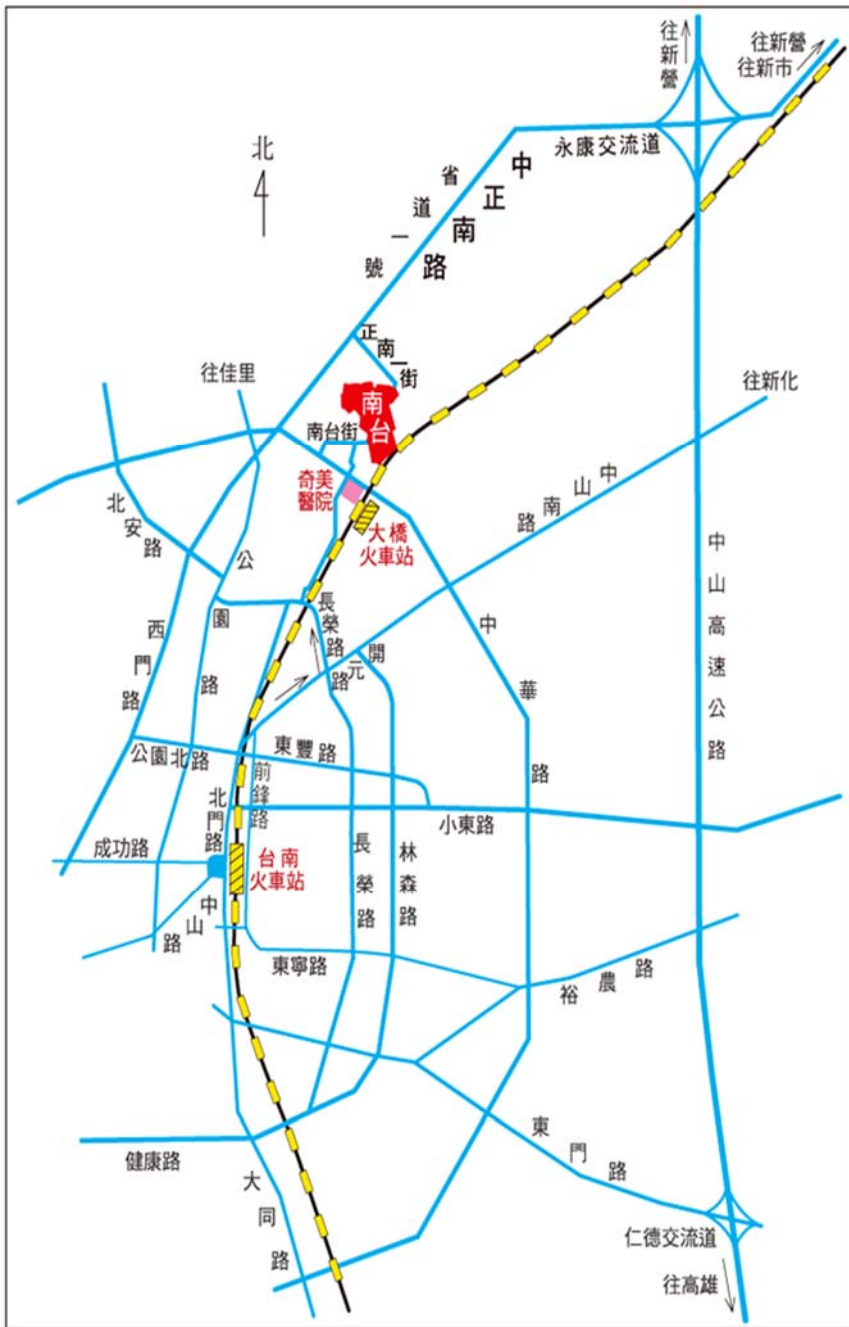 往新營
往新營
往新市
永康交流道
北
中正南路
省道一號
正南一街
往佳里
南台
南台街
往新化
奇美
醫院
北安路
大橋
火車站
中山南路
公園路
中山高速公路
長榮路
開元路
西門路
中華路
公園北路
東豐路
前鋒路
北門路
小東路
成功路
台南
火車站
長榮路
林森路
中山路
東寧路
裕農路
東門路
健康路
大同路
仁德交流道
往高雄